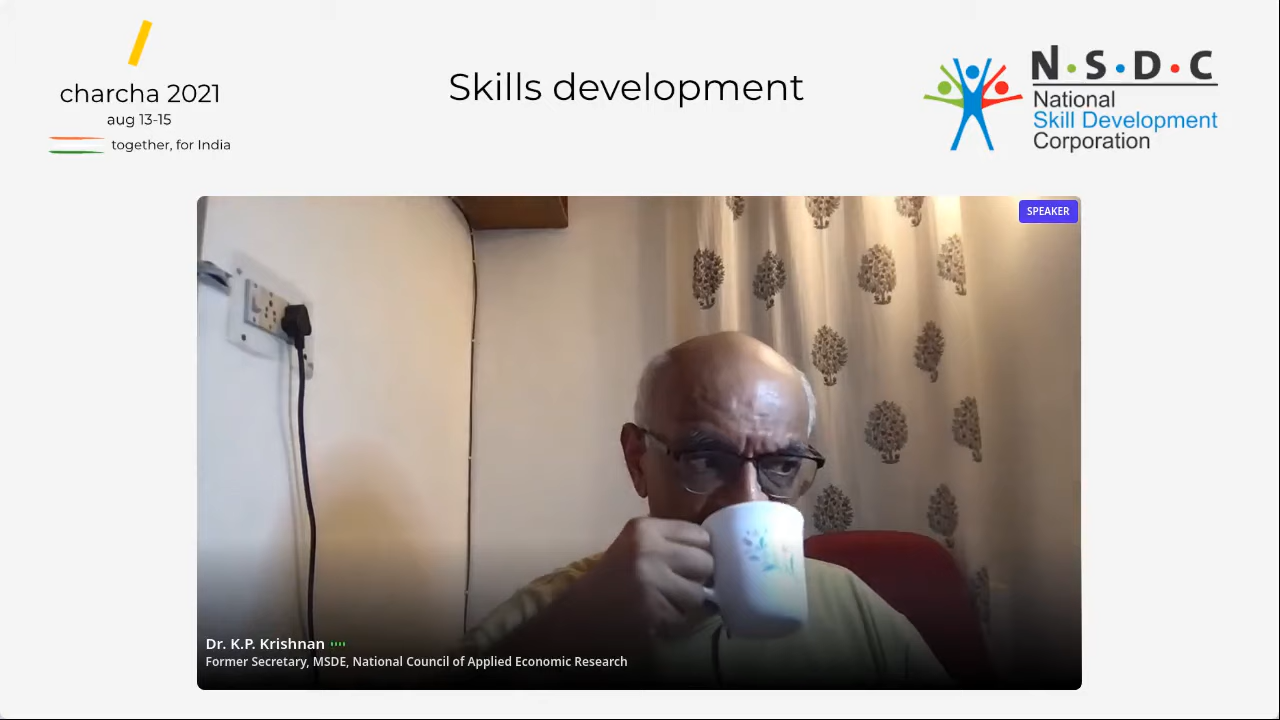 charcha 2021
aug 13-15
together, for India
Skills development
N·S·D·C
National
Skill Development
Corporation
SPEAKER
Dr. K.P. Krishnan
Former Secretary, MSDE, National Council of Applied Economic Research